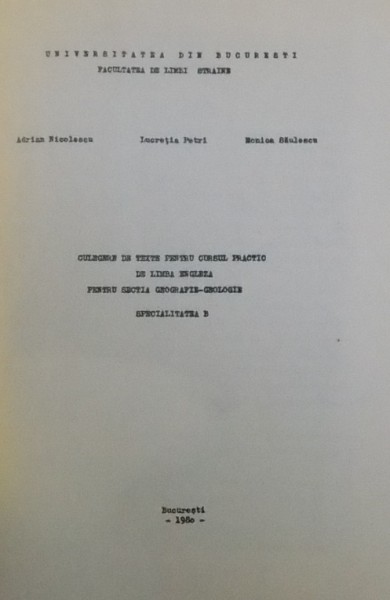 UNIVERSITATEA DIN BUCURESTI
FACULTATEA DE LIMBI STRAINE
Adrian Nicolescu Lucreţia Petri Monica Săulescu
CULEGERE DE TEXTE PENTRU CURSUL PRACTIC
DE LIMBA ENGLEZA
PENTRU SECTIA GEOGRAFIE-GEOLOGIE
SPECIALITATEA B
Bucureşti
- 1980 -